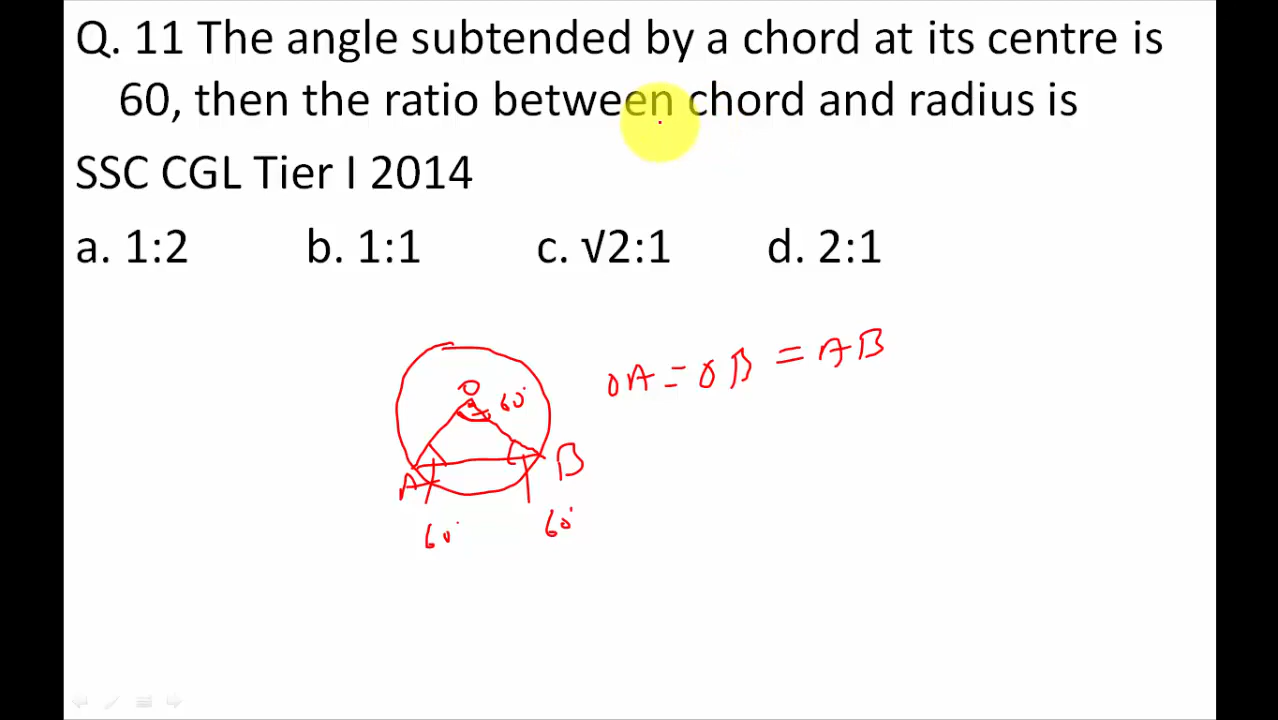 Q. 11 The angle subtended by a chord at its centre is
60, then the ratio between chord and radius is
SSC CGL Tier I 2014
a. 1:2 b. 1:1 c. √2:1 d. 2:1
OA = OB = AB
O
60°
A
B
60°
60°